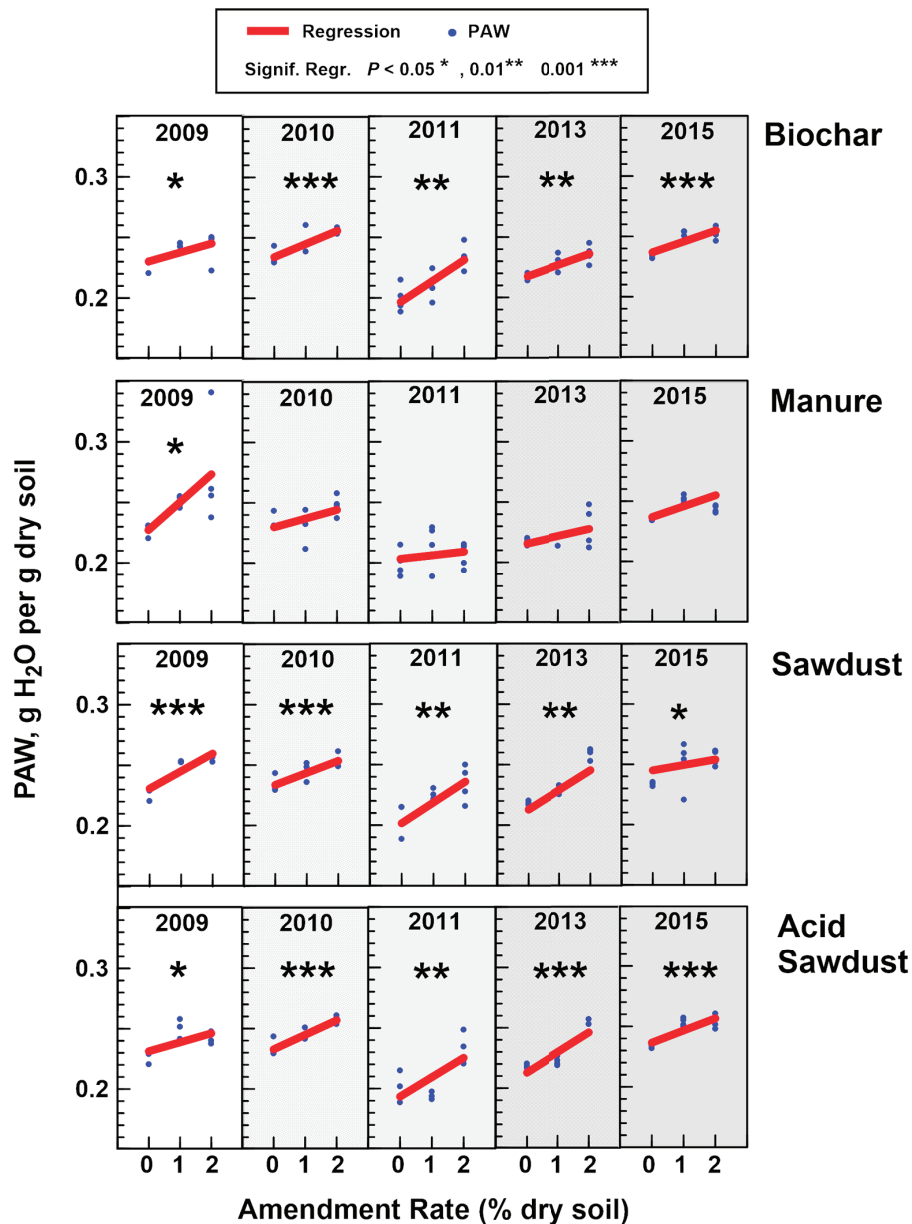 Regression PAW
Signif. Regr. P < 0.05 * , 0.01** 0.001 ***
Biochar
2009 2010 2011 2013 2015
* *** ** ** ***
0.3
0.2
Manure
2009 2010 2011 2013 2015
*
0.3
0.2
Sawdust
2009 2010 2011 2013 2015
*** *** ** ** *
0.3
0.2
Acid
Sawdust
2009 2010 2011 2013 2015
* *** ** *** ***
0.3
0.2
0 1 2 0 1 2 0 1 2 0 1 2 0 1 2
Amendment Rate (% dry soil)
PAW, g H₂O per g dry soil